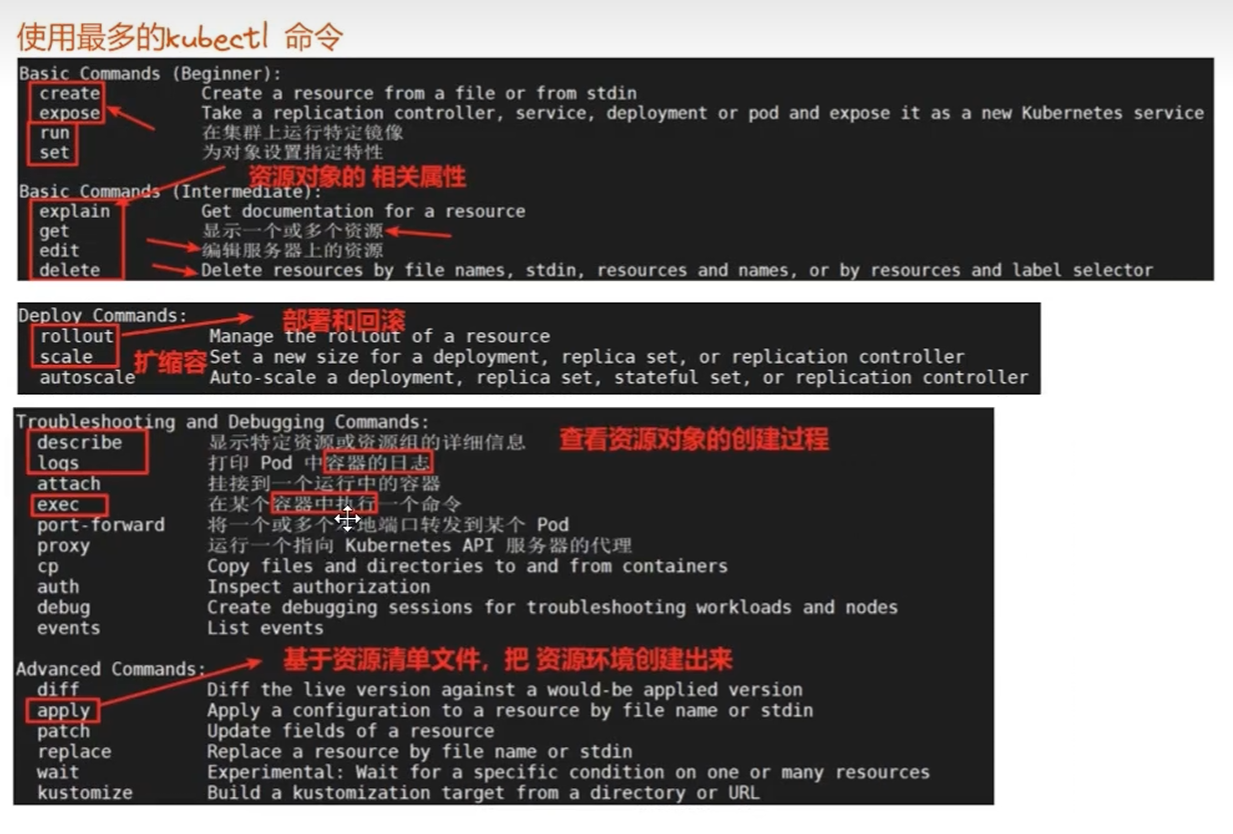 使用最多的kubectl 命令
Basic Commands (Beginner):
create Create a resource from a file or from stdin
expose Take a replication controller, service, deployment or pod and expose it as a new Kubernetes service
run 在集群上运行特定镜像
set 为对象设置指定特性
资源对象的 相关属性
Basic Commands (Intermediate):
explain Get documentation for a resource
get 显示一个或多个资源
edit 编辑服务器上的资源
delete Delete resources by file names, stdin, resources and names, or by resources and label selector
Deploy Commands:
部署和回滚
rollout Manage the rollout of a resource
scale 扩缩容 Set a new size for a deployment, replica set, or replication controller
autoscale Auto-scale a deployment, replica set, stateful set, or replication controller
Troubleshooting and Debugging Commands:
describe 显示特定资源或资源组的详细信息 查看资源对象的创建过程
logs 打印 Pod 中容器的日志
attach 挂接到一个运行中的容器
exec 在某个容器中执行一个命令
port-forward 将一个或多个本地端口转发到某个 Pod
proxy 运行一个指向 Kubernetes API 服务器的代理
cp Copy files and directories to and from containers
auth Inspect authorization
debug Create debugging sessions for troubleshooting workloads and nodes
events List events
基于资源清单文件，把 资源环境创建出来
Advanced Commands:
diff Diff the live version against a would-be applied version
apply Apply a configuration to a resource by file name or stdin
patch Update fields of a resource
replace Replace a resource by file name or stdin
wait Experimental: Wait for a specific condition on one or many resources
kustomize Build a kustomization target from a directory or URL